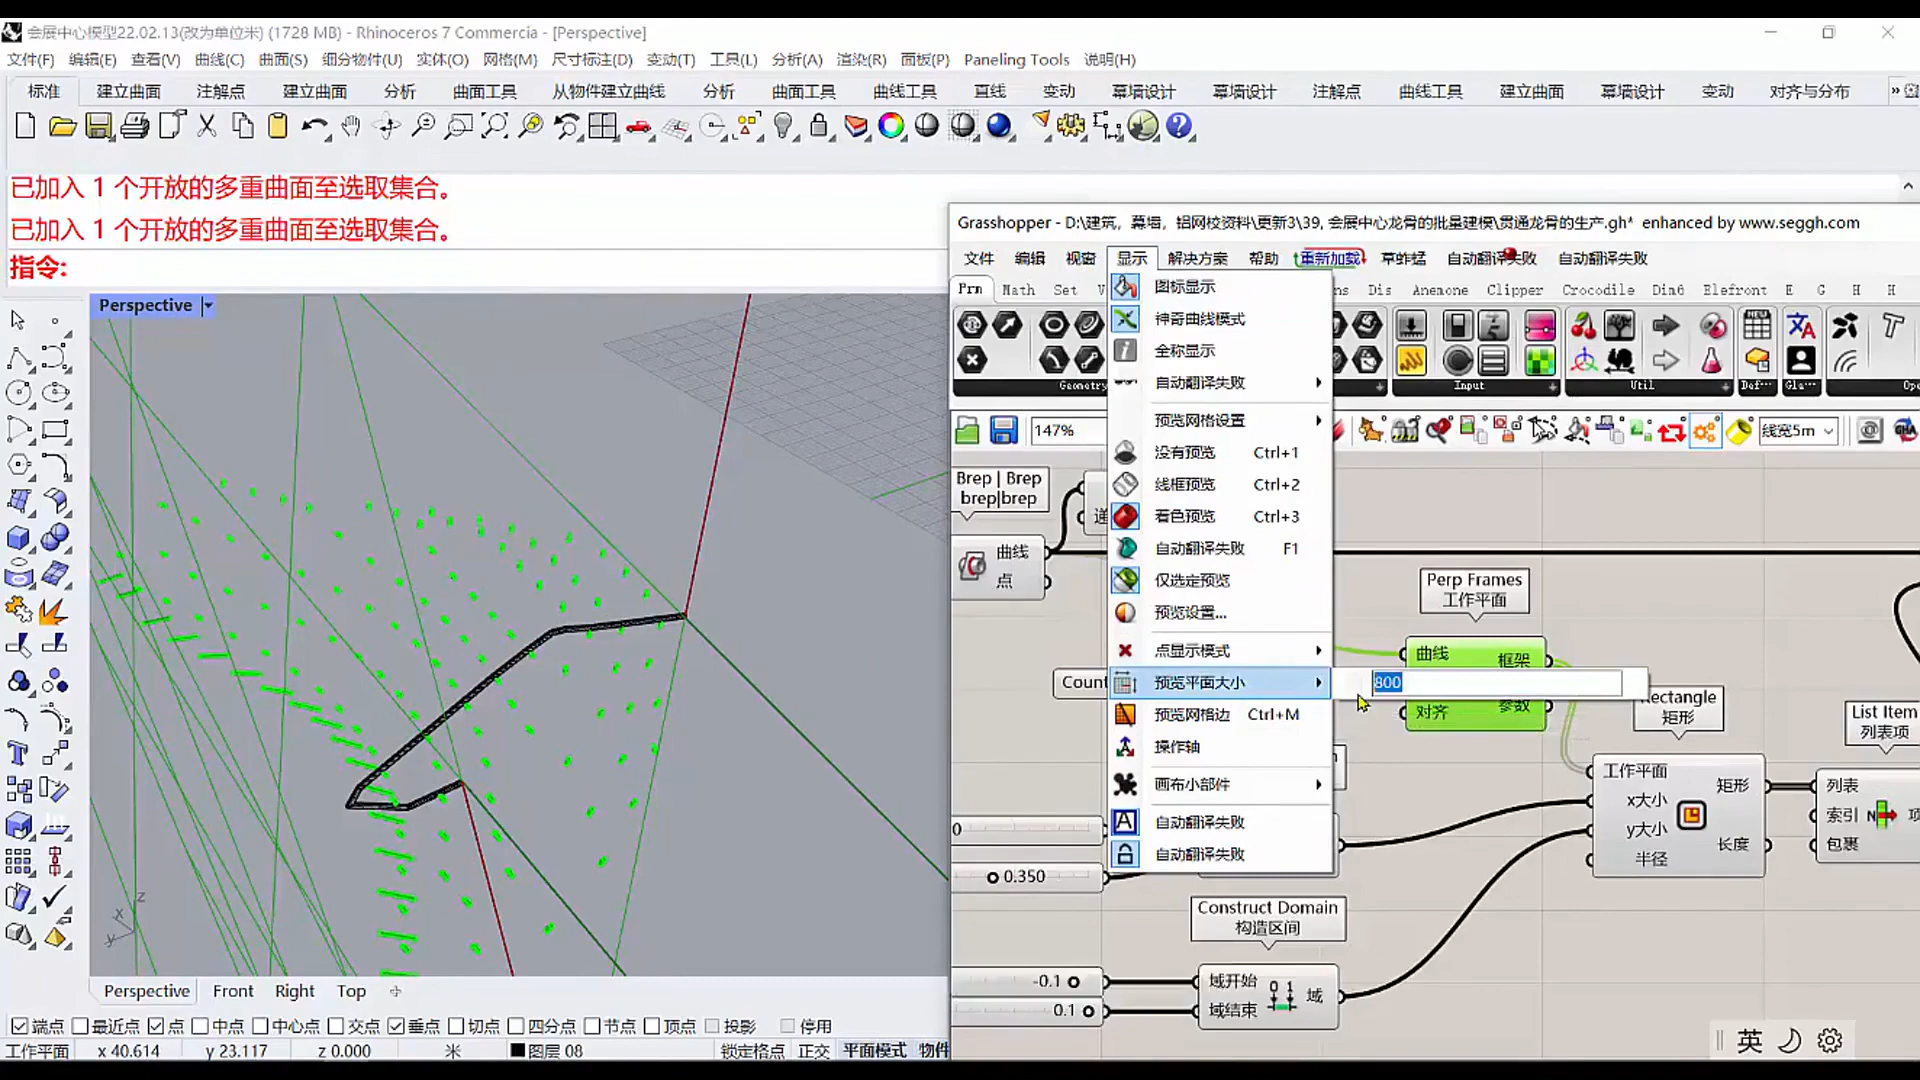 会展中心模型22.02.13(改为单位米) (1728 MB) - Rhinoceros 7 Commercia - [Perspective]
文件(F) 编辑(E) 查看(V) 曲线(C) 曲面(S) 细分物件(U) 实体(O) 网格(M) 尺寸标注(D) 变动(T) 工具(L) 分析(A) 渲染(R) 面板(P) Paneling Tools 说明(H)
标准 建立曲面 注解点 建立曲面 分析 曲面工具 从物件建立曲线 分析 曲面工具 曲线工具 直线 变动 幕墙设计 幕墙设计 注解点 曲线工具 建立曲面 幕墙设计 变动 对齐与分布
已加入 1 个开放的多重曲面至选取集合。
已加入 1 个开放的多重曲面至选取集合。
指令:
Grasshopper - D:\建筑，幕墙，铝网校资料\更新3\39, 会展中心龙骨的批量建模\贯通龙骨的生产.gh* enhanced by www.seggh.com
文件 编辑 视窗 显示 解决方案 帮助 重新加载 草蚱蜢 自动翻译失败 自动翻译失败
Prm Math Set V ns Dis Anemone Clipper Crocodile Dim6 Elefront E G H H
Geometry Input Util Def… Gla… Op
147% 线宽5m
图标显示
神奇曲线模式
全称显示
自动翻译失败
预览网格设置
没有预览 Ctrl+1
线框预览 Ctrl+2
着色预览 Ctrl+3
自动翻译失败 F1
仅选定预览
预览设置...
点显示模式
预览平面大小 800
预览网格边 Ctrl+M
操作轴
画布小部件
自动翻译失败
自动翻译失败
Brep | Brep
brep|brep
曲线
点
Count
0
0.350
Construct Domain
构造区间
-0.1
0.1
域开始
域结束
域
Perp Frames
工作平面
曲线 框架
对齐 参数
Rectangle
矩形
工作平面
x大小
y大小
半径
矩形
长度
List Item
列表项
列表
索引
包裹
项
Perspective
z
x
y
Perspective Front Right Top
端点 最近点 点 中点 中心点 交点 垂点 切点 四分点 节点 顶点 投影 停用
工作平面 x 40.614 y 23.117 z 0.000 米 图层 08 锁定格点 正交 平面模式 物件
英